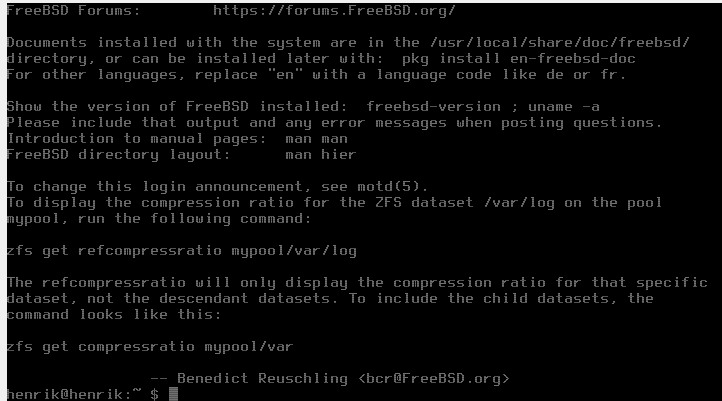 FreeBSD Forums:        https://forums.FreeBSD.org/
Documents installed with the system are in the /usr/local/share/doc/freebsd/
directory, or can be installed later with:  pkg install en-freebsd-doc
For other languages, replace "en" with a language code like de or fr.
Show the version of FreeBSD installed:  freebsd-version ; uname -a
Please include that output and any error messages when posting questions.
Introduction to manual pages:  man man
FreeBSD directory layout:      man hier
To change this login announcement, see motd(5).
To display the compression ratio for the ZFS dataset /var/log on the pool
mypool, run the following command:
zfs get refcompressratio mypool/var/log
The refcompressratio will only display the compression ratio for that specific
dataset, not the descendant datasets. To include the child datasets, the
command looks like this:
zfs get compressratio mypool/var
-- Benedict Reuschling <bcr@FreeBSD.org>
henrik@henrik:~ $